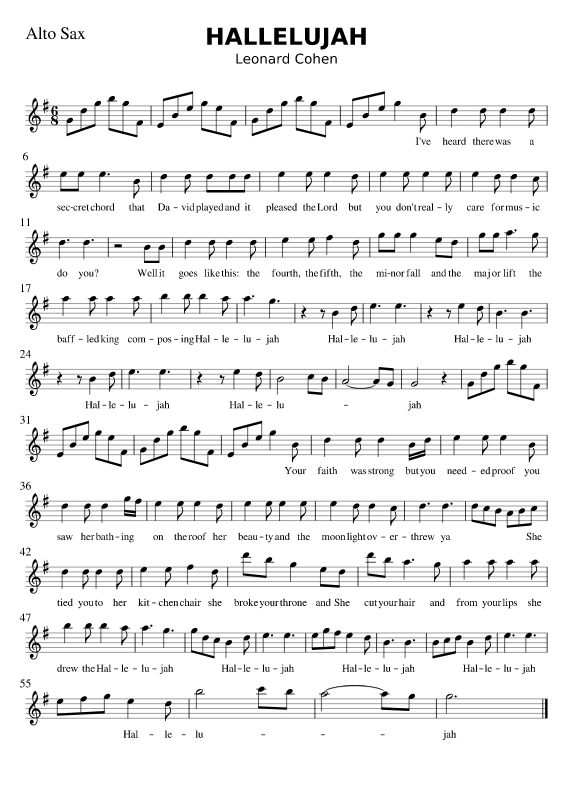 Alto Sax
HALLELUJAH
Leonard Cohen
I've heard there was a
6
sec-cret chord that Da-vid played and it pleased the Lord but you don't real-ly care for mus-ic
11
do you? Well it goes like this: the fourth, the fifth, the mi-nor fall and the major lift the
17
baff-led king com-pos-ing Hal-le-lu-jah Hal-le-lu-jah Hal-le-lu-jah
24
Hal-le-lu-jah Hal-le-lu - jah
31
Your faith was strong but you need-ed proof you
36
saw her bath-ing on the roof her beau-ty and the moonlight ov-er-threw ya She
42
tied you to her kit-chen chair she broke your throne and She cut your hair and from your lips she
47
drew the Hal-le-lu-jah Hal-le-lu-jah Hal-le-lu-jah Hal-le-lu-jah
55
Hal-le-lu - - - jah